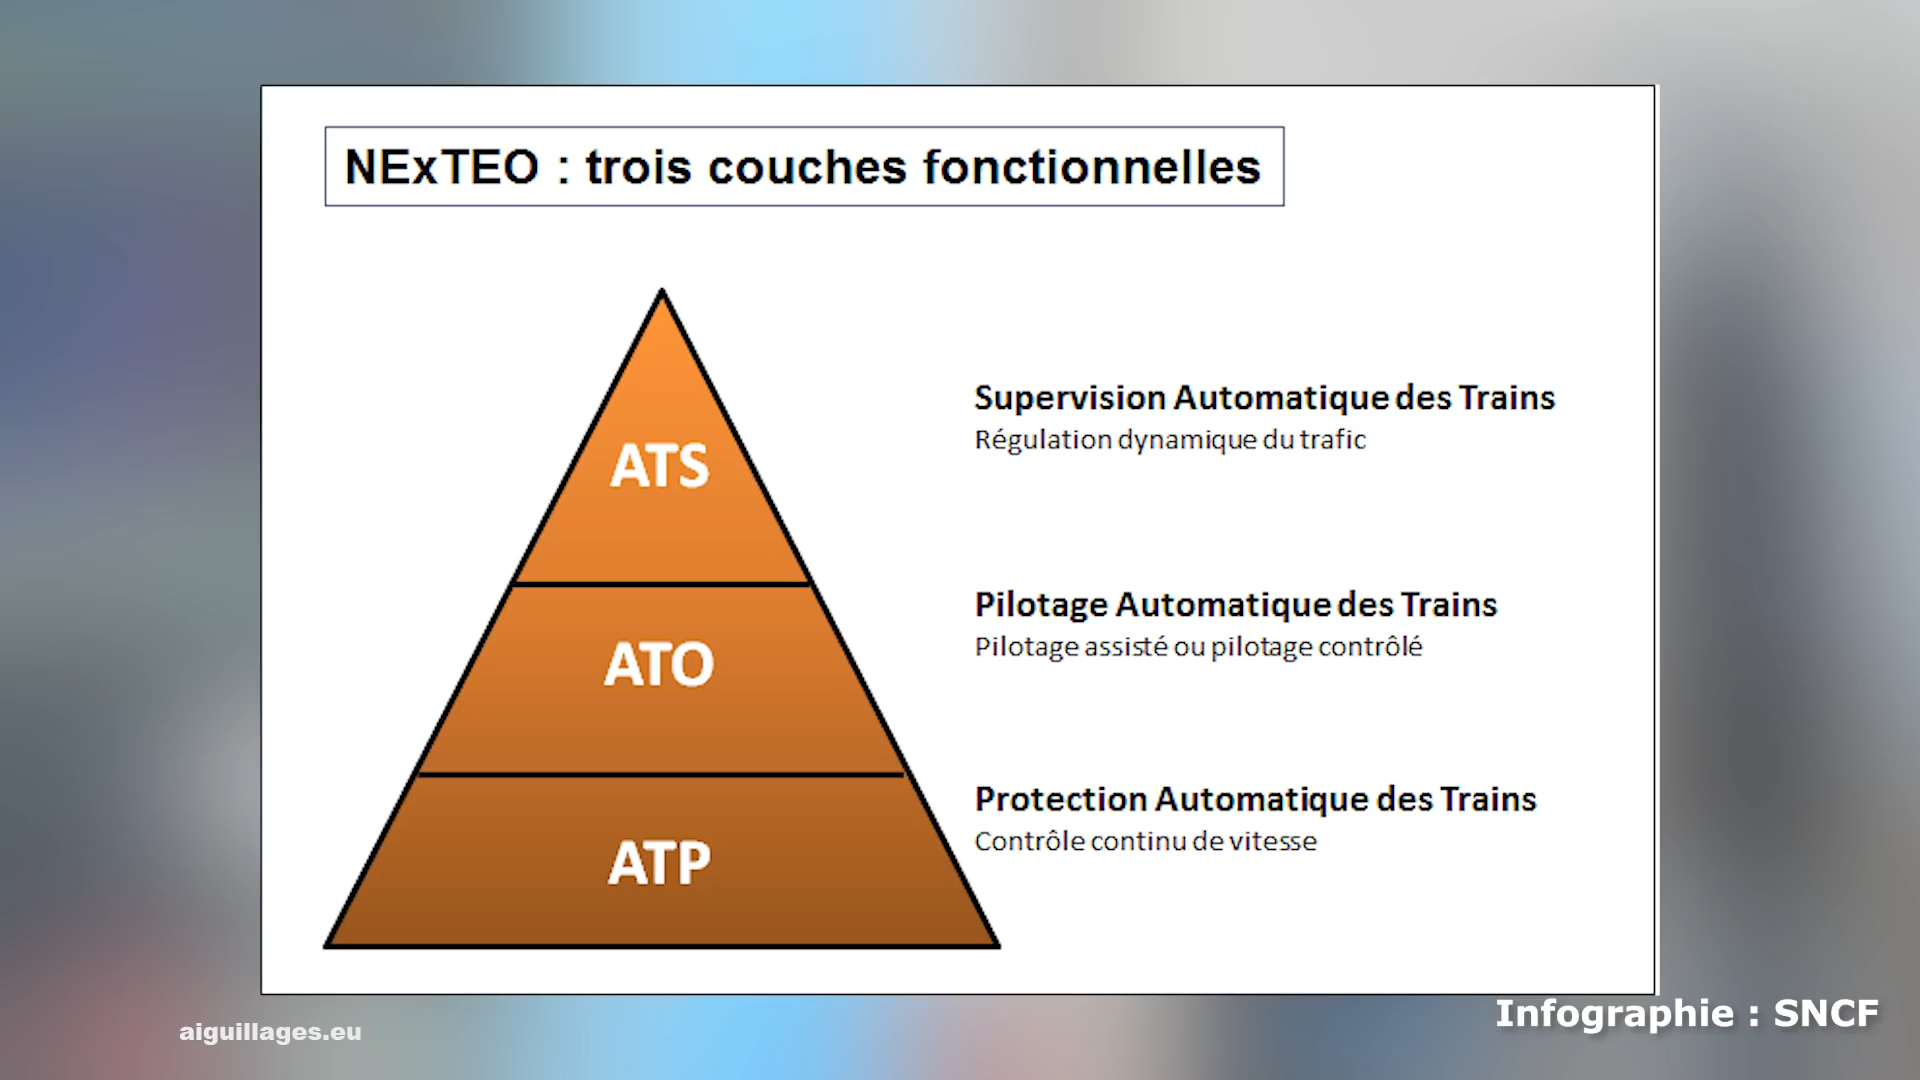 NExTEO : trois couches fonctionnelles
ATS
Supervision Automatique des Trains
Régulation dynamique du trafic
ATO
Pilotage Automatique des Trains
Pilotage assisté ou pilotage contrôlé
ATP
Protection Automatique des Trains
Contrôle continu de vitesse
Infographie : SNCF
aiguillages.eu